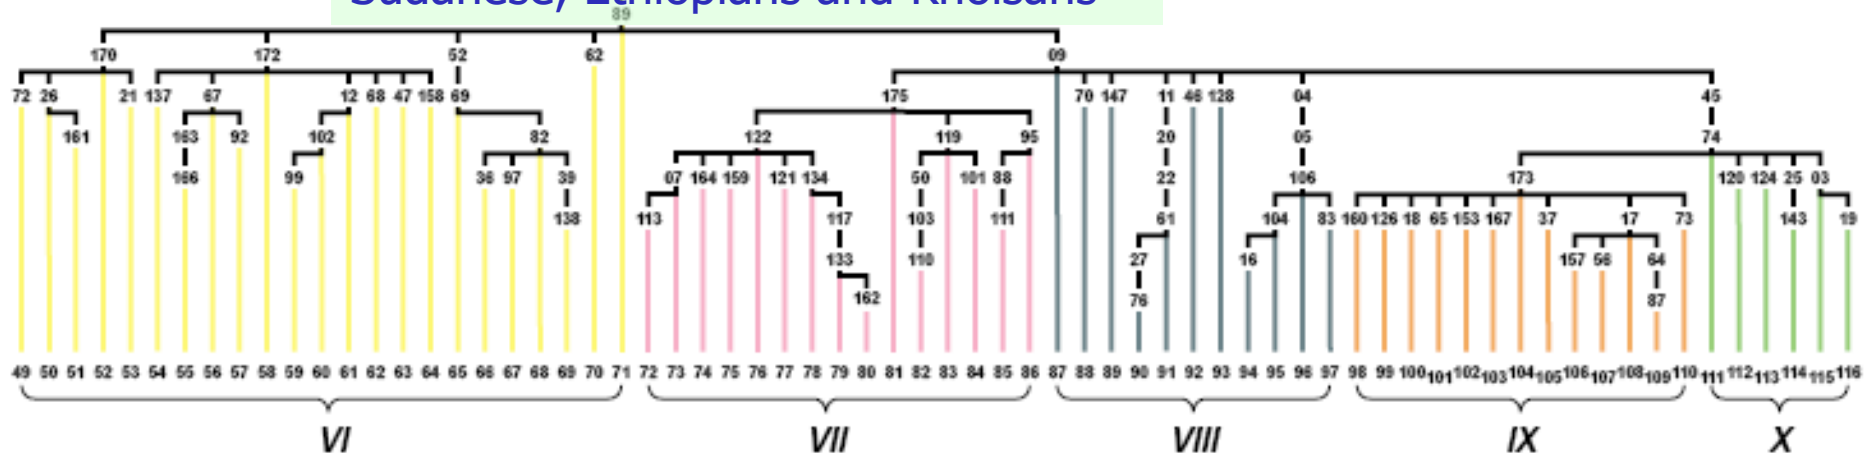 Sudanese, Ethiopians and Khoisans
89
170 172 52 62 09
72 26 21 137 67 12 68 47 158 69 175 70 147 11 46 128 04 45
161 163 92 102 82 122 119 95 20 05 74
166 99 36 97 39 07 164 159 121 134 50 101 88 22 106 173 120 124 25 03
138 113 117 103 111 61 104 83 160 126 18 65 153 167 37 17 73 143 19
133 110 27 16 157 56 64
162 76 87
49 50 51 52 53 54 55 56 57 58 59 60 61 62 63 64 65 66 67 68 69 70 71 72 73 74 75 76 77 78 79 80 81 82 83 84 85 86 87 88 89 90 91 92 93 94 95 96 97 98 99 100 101 102 103 104 105 106 107 108 109 110 111 112 113 114 115 116
VI VII VIII IX X